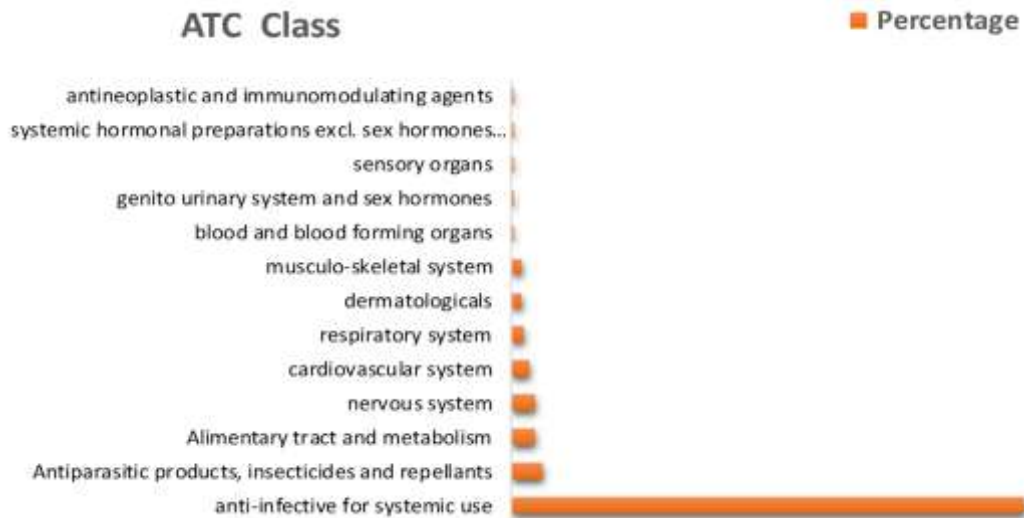 ATC Class
Percentage
antineoplastic and immunomodulating agents
systemic hormonal preparations excl. sex hormones...
sensory organs
genito urinary system and sex hormones
blood and blood forming organs
musculo-skeletal system
dermatologicals
respiratory system
cardiovascular system
nervous system
Alimentary tract and metabolism
Antiparasitic products, insecticides and repellants
anti-infective for systemic use